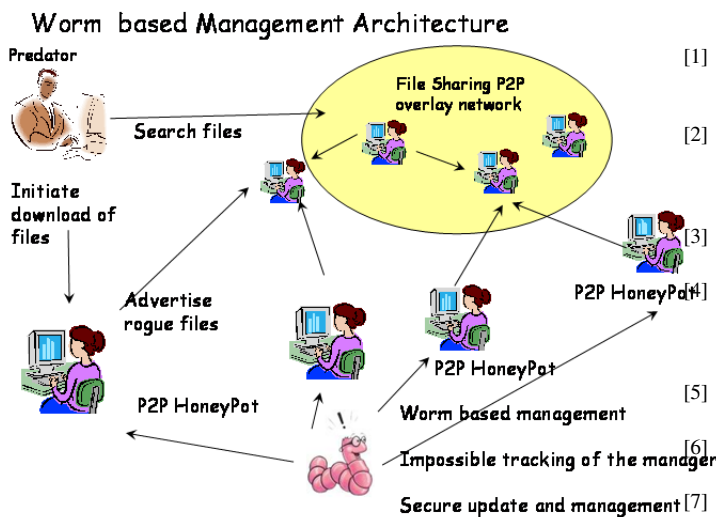 Worm based Management Architecture
Predator
[1]
File Sharing P2P
overlay network
Search files
[2]
Initiate
download of
files
[3]
Advertise
rogue files
P2P HoneyPot
[4]
P2P HoneyPot
P2P HoneyPot
[5]
Worm based management
[6]
Impossible tracking of the manager
Secure update and management
[7]